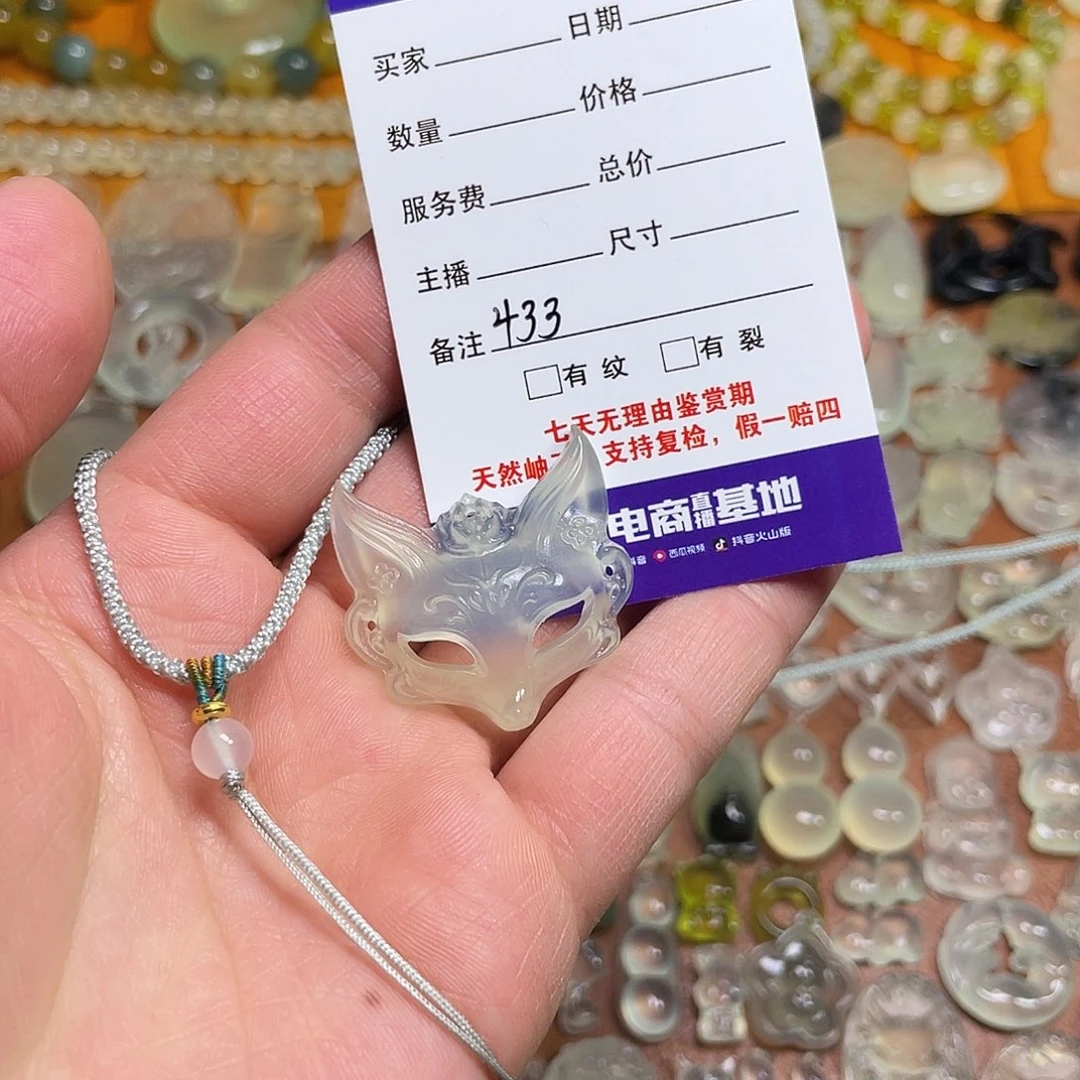 买家 日期
数量 价格
服务费 总价
主播 尺寸
备注 433
有纹 有裂
七天无理由鉴赏期
天然岫 支持复检，假一赔四
电商直播基地
抖音 西瓜视频 抖音火山版